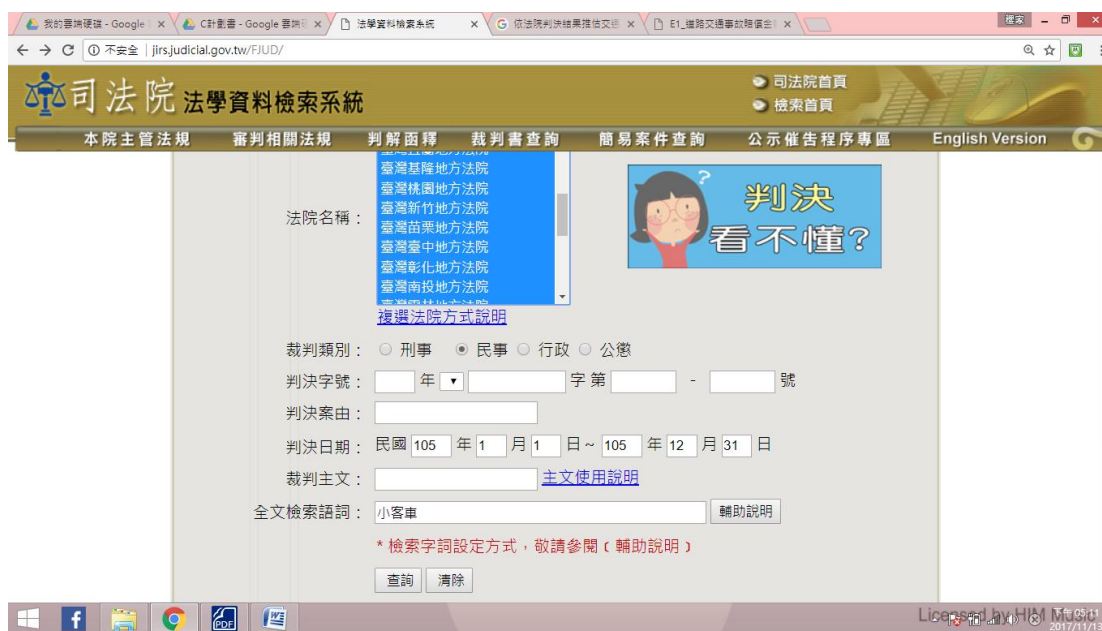 我的雲端硬碟 - Google
C計劃書 - Google 雲端
法學資料檢索系統
依法院判決結果推估交通
E1_道路交通事故賠償金
不安全 | jirs.judicial.gov.tw/FJUD/
司法院 法學資料檢索系統
司法院首頁
檢索首頁
本院主管法規 審判相關法規 判解函釋 裁判書查詢 簡易案件查詢 公示催告程序專區 English Version
臺灣基隆地方法院
臺灣桃園地方法院
臺灣新竹地方法院
臺灣苗栗地方法院
臺灣臺中地方法院
臺灣彰化地方法院
臺灣南投地方法院
法院名稱：
複選法院方式說明
判決
看不懂?
裁判類別： 刑事 民事 行政 公懲
判決字號： 年 字第 - 號
判決案由：
判決日期： 民國 105 年 1 月 1 日~ 105 年 12 月 31 日
裁判主文： 主文使用說明
全文檢索語詞： 小客車 輔助說明
* 檢索字詞設定方式，敬請參閱﹝輔助說明﹞
查詢 清除
Licensed by HIM Music
下午 05:11
2017/11/13